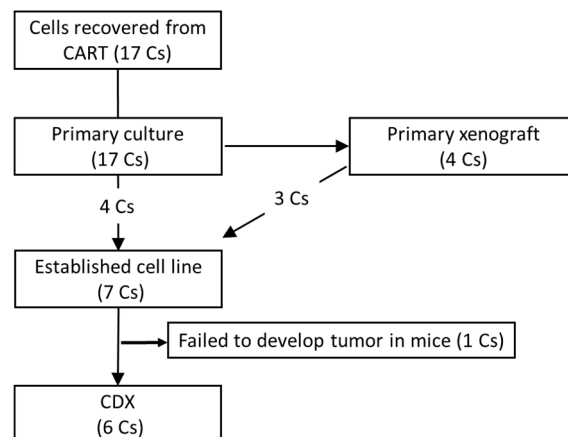 Cells recovered from
CART (17 Cs)
Primary culture
(17 Cs)
Primary xenograft
(4 Cs)
4 Cs
3 Cs
Established cell line
(7 Cs)
Failed to develop tumor in mice (1 Cs)
CDX
(6 Cs)